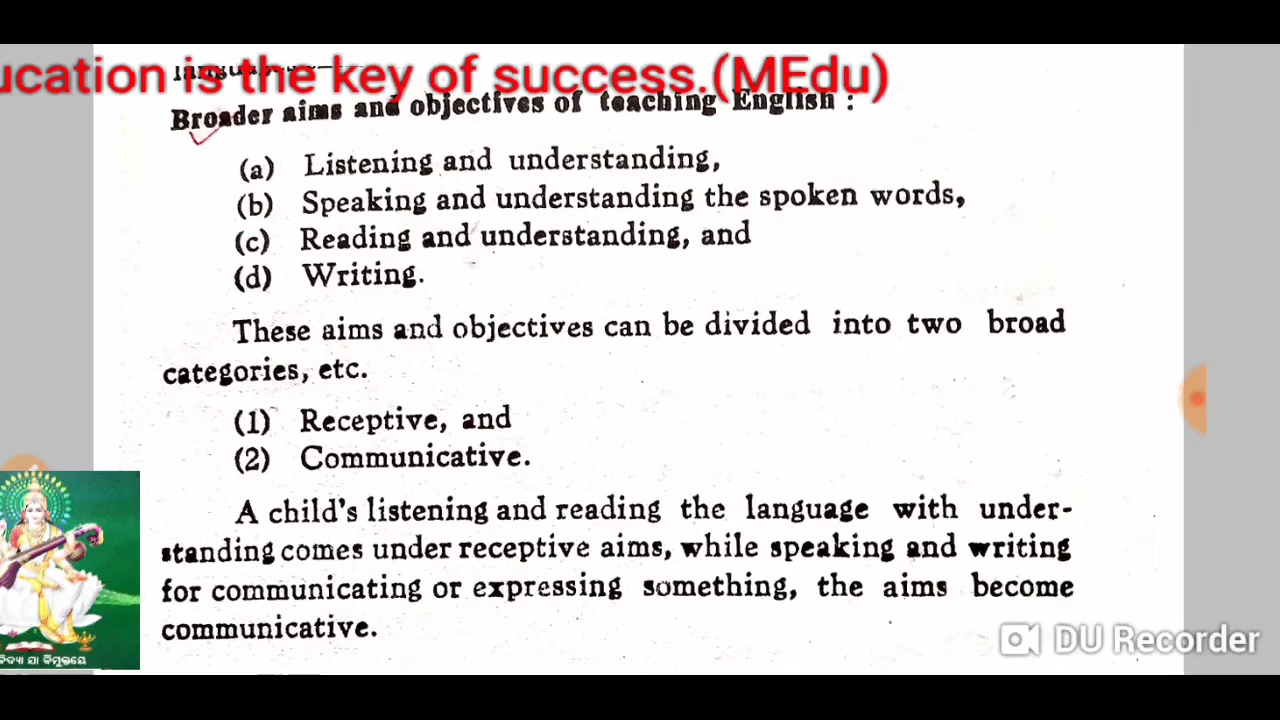 ucation is the key of success.(MEdu)
Broader aims and objectives of teaching English :
(a) Listening and understanding,
(b) Speaking and understanding the spoken words,
(c) Reading and understanding, and
(d) Writing.
These aims and objectives can be divided into two broad
categories, etc.
(1) Receptive, and
(2) Communicative.
A child's listening and reading the language with under-
standing comes under receptive aims, while speaking and writing
for communicating or expressing something, the aims become
communicative.
ବିଦ୍ୟା ଯା ବିମୁକ୍ତୟେ
DU Recorder